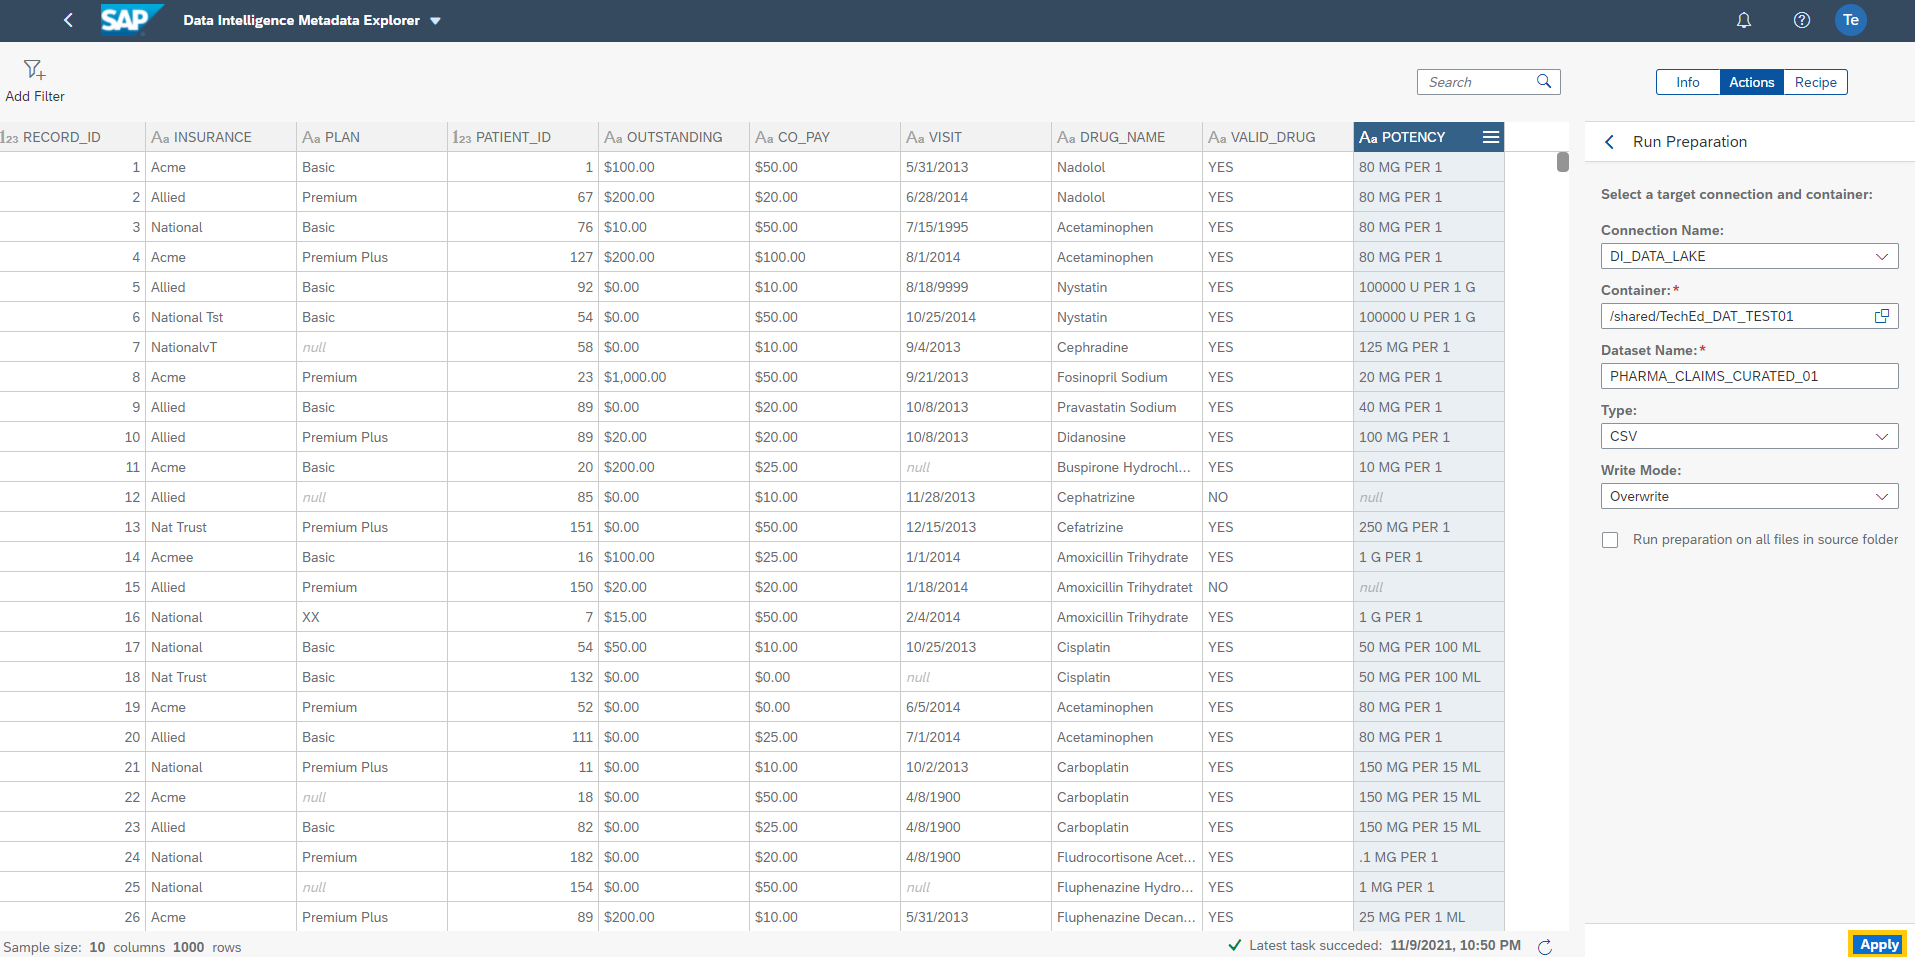 SAP Data Intelligence Metadata Explorer Te
Add Filter Search Info Actions Recipe
123 RECORD_ID Aa INSURANCE Aa PLAN 123 PATIENT_ID Aa OUTSTANDING Aa CO_PAY Aa VISIT Aa DRUG_NAME Aa VALID_DRUG Aa POTENCY
1 Acme Basic 1 $100.00 $50.00 5/31/2013 Nadolol YES 80 MG PER 1
2 Allied Premium 67 $200.00 $20.00 6/28/2014 Nadolol YES 80 MG PER 1
3 National Basic 76 $10.00 $50.00 7/15/1995 Acetaminophen YES 80 MG PER 1
4 Acme Premium Plus 127 $200.00 $100.00 8/1/2014 Acetaminophen YES 80 MG PER 1
5 Allied Basic 92 $0.00 $10.00 8/18/9999 Nystatin YES 100000 U PER 1 G
6 National Tst Basic 54 $0.00 $50.00 10/25/2014 Nystatin YES 100000 U PER 1 G
7 NationalvT null 58 $0.00 $10.00 9/4/2013 Cephradine YES 125 MG PER 1
8 Acme Premium 23 $1,000.00 $50.00 9/21/2013 Fosinopril Sodium YES 20 MG PER 1
9 Allied Basic 89 $0.00 $20.00 10/8/2013 Pravastatin Sodium YES 40 MG PER 1
10 Allied Premium Plus 89 $20.00 $20.00 10/8/2013 Didanosine YES 100 MG PER 1
11 Acme Basic 20 $200.00 $25.00 null Buspirone Hydrochl... YES 10 MG PER 1
12 Allied null 85 $0.00 $10.00 11/28/2013 Cephatrizine NO null
13 Nat Trust Premium Plus 151 $0.00 $50.00 12/15/2013 Cefatrizine YES 250 MG PER 1
14 Acmee Basic 16 $100.00 $25.00 1/1/2014 Amoxicillin Trihydrate YES 1 G PER 1
15 Allied Premium 150 $20.00 $20.00 1/18/2014 Amoxicillin Trihydratet NO null
16 National XX 7 $15.00 $50.00 2/4/2014 Amoxicillin Trihydrate YES 1 G PER 1
17 National Basic 54 $50.00 $10.00 10/25/2013 Cisplatin YES 50 MG PER 100 ML
18 Nat Trust Basic 132 $0.00 $0.00 null Cisplatin YES 50 MG PER 100 ML
19 Acme Premium 52 $0.00 $0.00 6/5/2014 Acetaminophen YES 80 MG PER 1
20 Allied Basic 111 $0.00 $25.00 7/1/2014 Acetaminophen YES 80 MG PER 1
21 National Premium Plus 11 $0.00 $10.00 10/2/2013 Carboplatin YES 150 MG PER 15 ML
22 Acme null 18 $0.00 $50.00 4/8/1900 Carboplatin YES 150 MG PER 15 ML
23 Allied Basic 82 $0.00 $25.00 4/8/1900 Carboplatin YES 150 MG PER 15 ML
24 National Premium 182 $0.00 $20.00 4/8/1900 Fludrocortisone Acet... YES .1 MG PER 1
25 National null 154 $0.00 $50.00 null Fluphenazine Hydro... YES 1 MG PER 1
26 Acme Premium Plus 89 $200.00 $10.00 5/31/2013 Fluphenazine Decan... YES 25 MG PER 1 ML
Sample size: 10 columns 1000 rows Latest task succeded: 11/9/2021, 10:50 PM
Run Preparation
Select a target connection and container:
Connection Name:
DI_DATA_LAKE
Container:*
/shared/TechEd_DAT_TEST01
Dataset Name:*
PHARMA_CLAIMS_CURATED_01
Type:
CSV
Write Mode:
Overwrite
Run preparation on all files in source folder
Apply